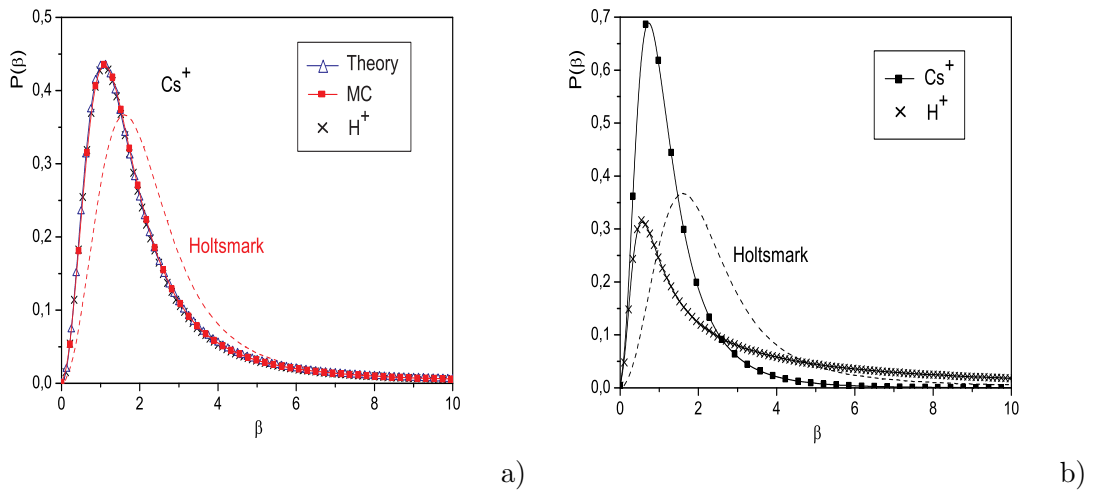 P(β)
0,5
0,4
0,3
0,2
0,1
0,0
0 2 4 6 8 10
β
Cs+
Theory
MC
H+
Holtsmark
a)
P(β)
0,7
0,6
0,5
0,4
0,3
0,2
0,1
0,0
0 2 4 6 8 10
β
Cs+
H+
Holtsmark
b)